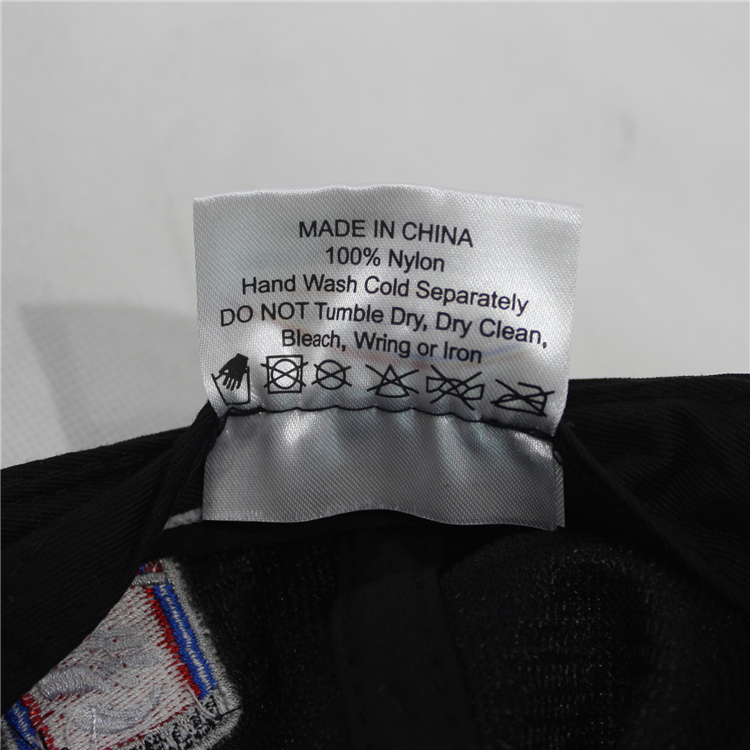 MADE IN CHINA
100% Nylon
Hand Wash Cold Separately
DO NOT Tumble Dry, Dry Clean,
Bleach, Wring or Iron